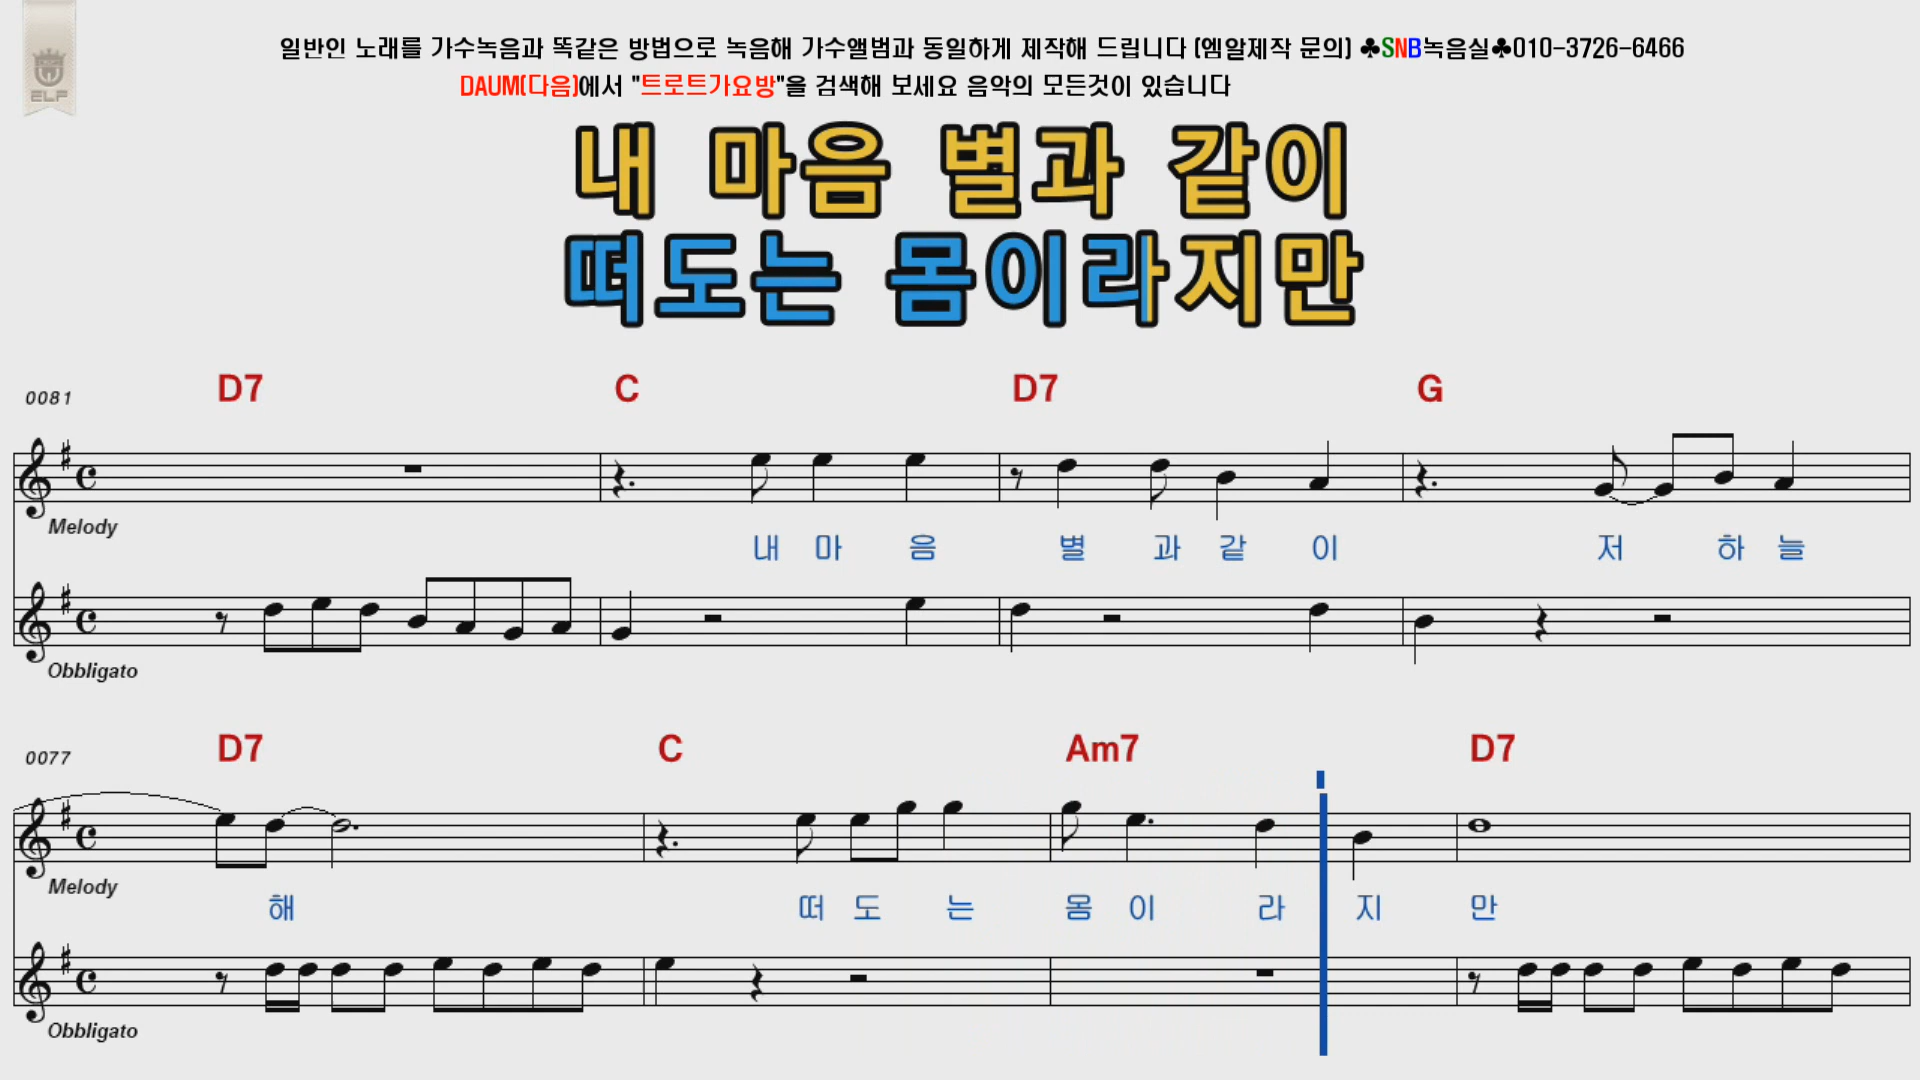 ELF
일반인 노래를 가수녹음과 똑같은 방법으로 녹음해 가수앨범과 동일하게 제작해 드립니다 (엠알제작 문의) ♣SNB녹음실♣010-3726-6466
DAUM(다음)에서 "트로트가요방"을 검색해 보세요 음악의 모든것이 있습니다
내 마음 별과 같이
떠도는 몸이라지만
0081 D7 C D7 G
Melody
내 마 음 별 과 같 이 저 하 늘
Obbligato
0077 D7 C Am7 D7
Melody
해 떠 도 는 몸 이 라 지 만
Obbligato